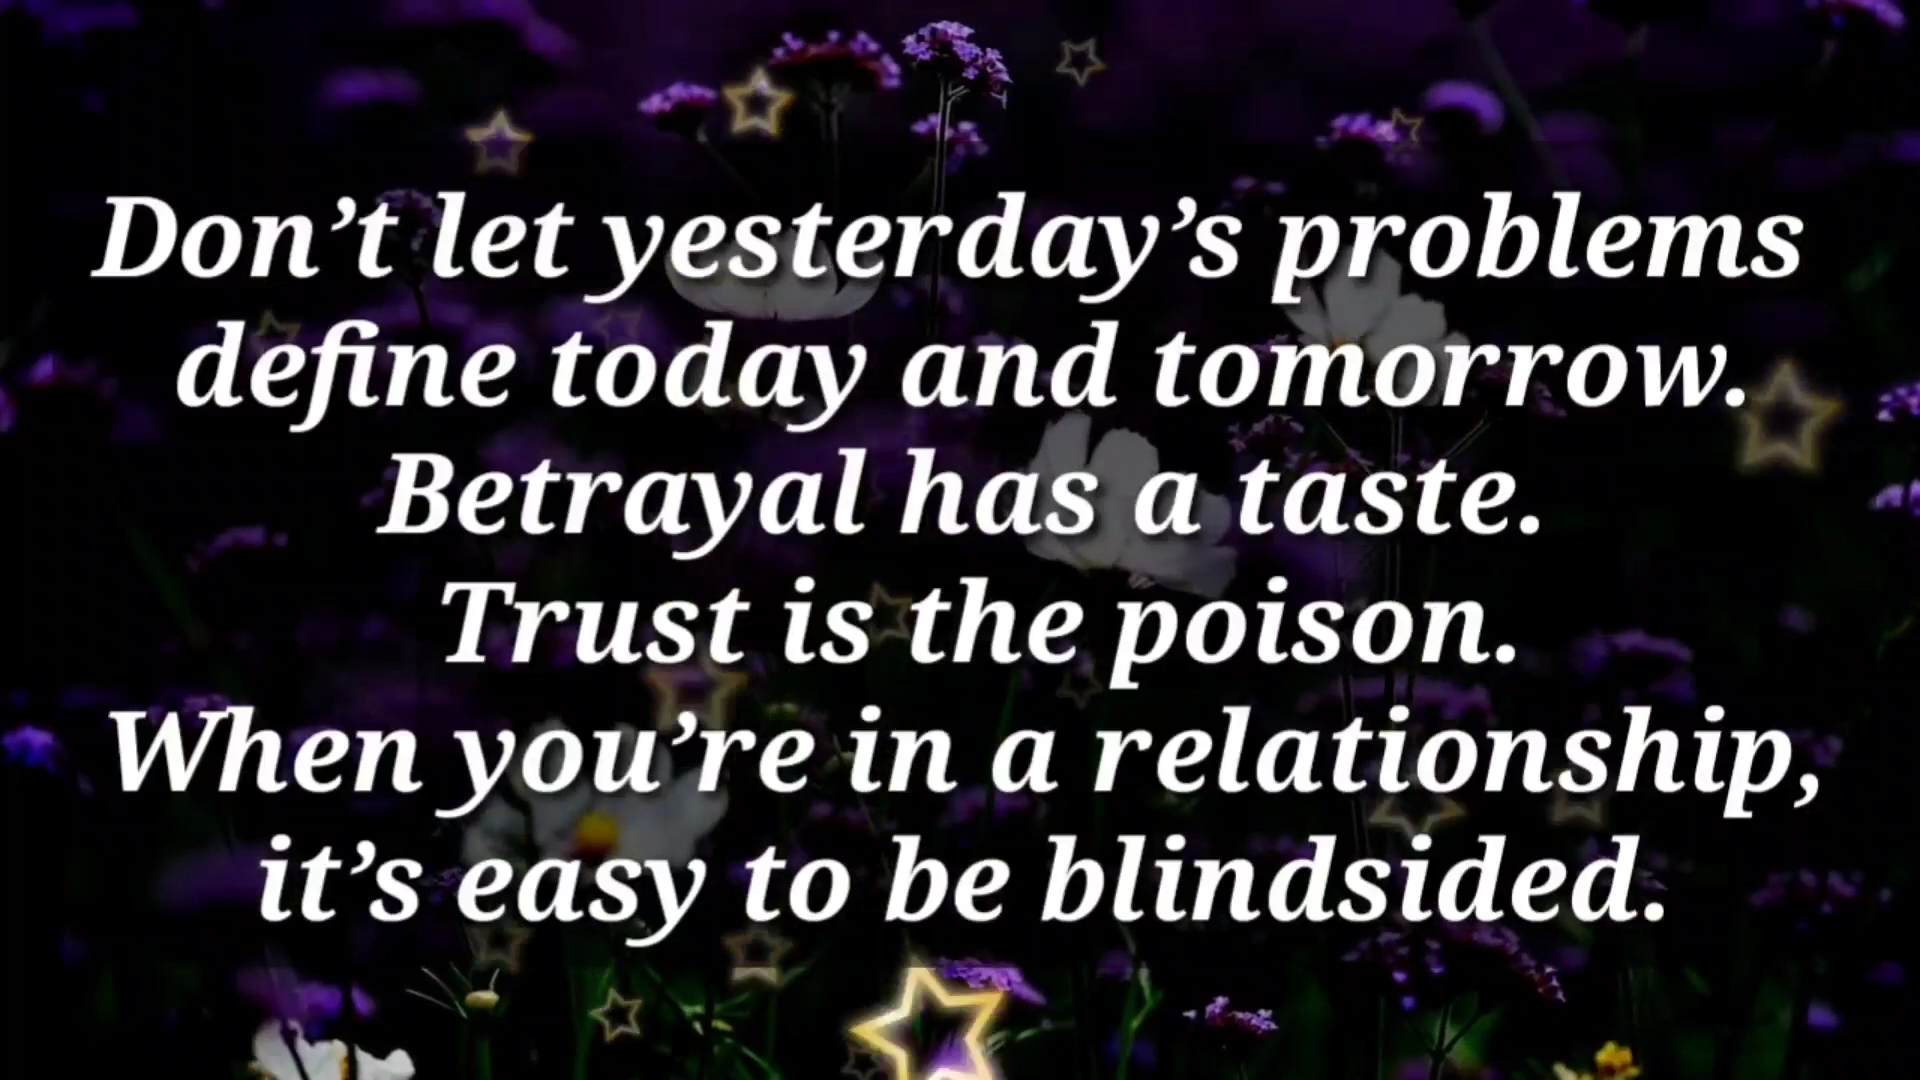 Don’t let yesterday’s problems
define today and tomorrow.
Betrayal has a taste.
Trust is the poison.
When you’re in a relationship,
it’s easy to be blindsided.